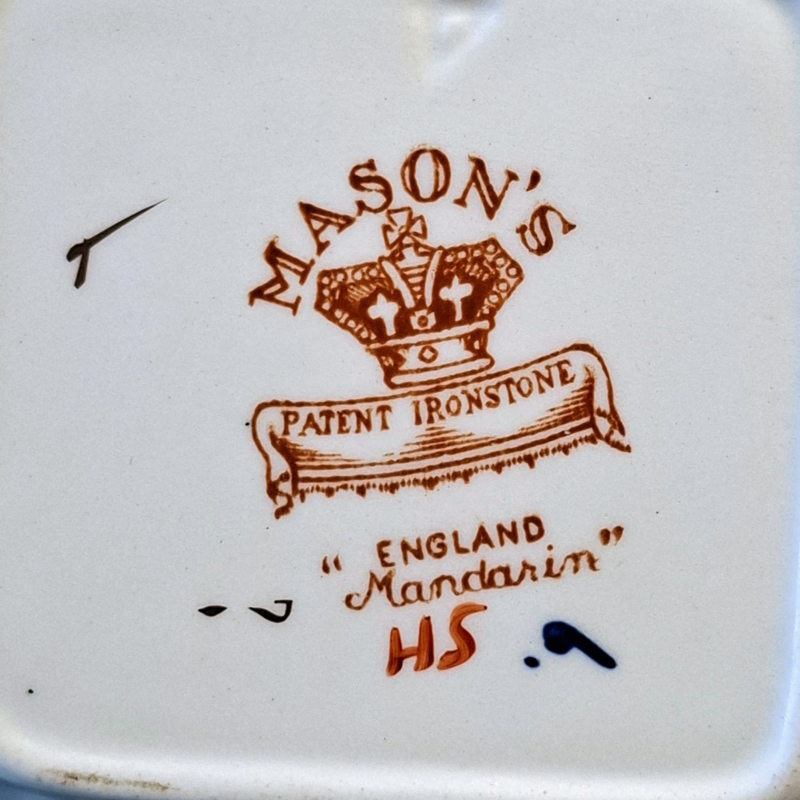 MASON'S
PATENT IRONSTONE
ENGLAND
"Mandarin"
HS